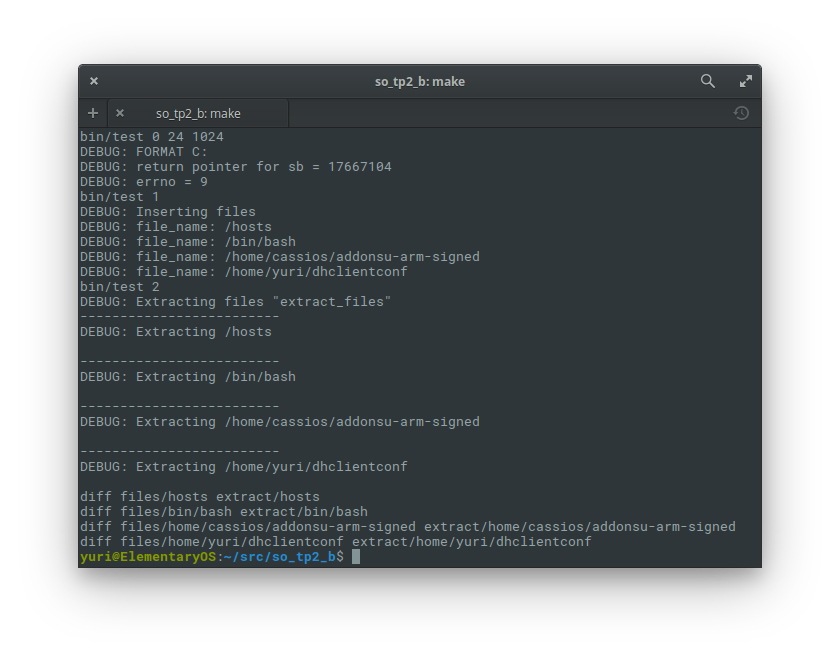 so_tp2_b: make
so_tp2_b: make
bin/test 0 24 1024
DEBUG: FORMAT C:
DEBUG: return pointer for sb = 17667104
DEBUG: errno = 9
bin/test 1
DEBUG: Inserting files
DEBUG: file_name: /hosts
DEBUG: file_name: /bin/bash
DEBUG: file_name: /home/cassios/addonsu-arm-signed
DEBUG: file_name: /home/yuri/dhclientconf
bin/test 2
DEBUG: Extracting files "extract_files"
-------------------------
DEBUG: Extracting /hosts
-------------------------
DEBUG: Extracting /bin/bash
-------------------------
DEBUG: Extracting /home/cassios/addonsu-arm-signed
-------------------------
DEBUG: Extracting /home/yuri/dhclientconf
diff files/hosts extract/hosts
diff files/bin/bash extract/bin/bash
diff files/home/cassios/addonsu-arm-signed extract/home/cassios/addonsu-arm-signed
diff files/home/yuri/dhclientconf extract/home/yuri/dhclientconf
yuri@ElementaryOS:~/src/so_tp2_b$